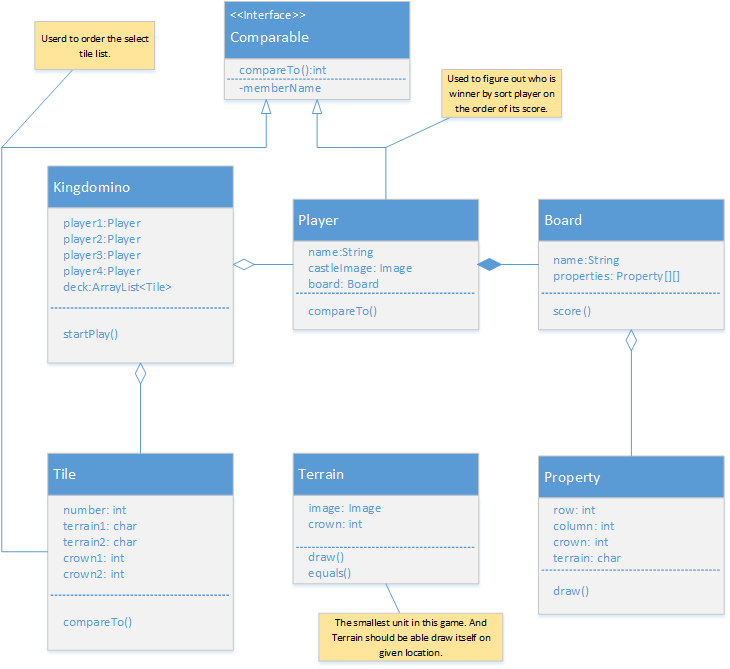 <<Interface>>
Comparable
compareTo():int
-memberName
Userd to order the select
tile list.
Used to figure out who is
winner by sort player on
the order of its score.
Kingdomino
player1:Player
player2:Player
player3:Player
player4:Player
deck:ArrayList<Tile>
startPlay()
Player
name:String
castleImage: Image
board: Board
compareTo()
Board
name:String
properties: Property[][]
score()
Tile
number: int
terrain1: char
terrain2: char
crown1: int
crown2: int
compareTo()
Terrain
image: Image
crown: int
draw()
equals()
Property
row: int
column: int
crown: int
terrain: char
draw()
The smallest unit in this game. And
Terrain should be able draw itself on
given location.